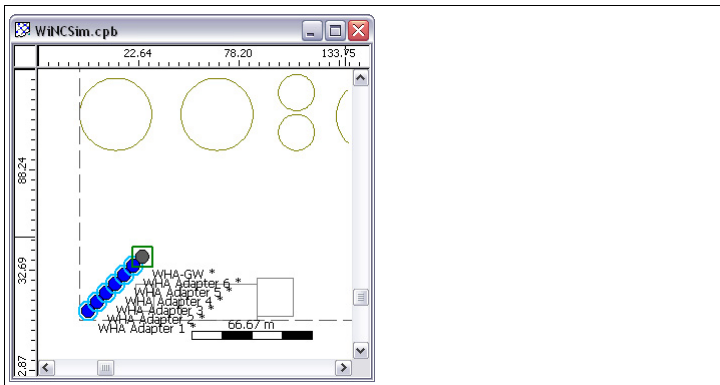 WiNCSim.cpb
22.64 78.20 133.75
88.24
32.69
2.87
WHA-GW *
WHA Adapter 6 *
WHA Adapter 5 *
WHA Adapter 4 *
WHA Adapter 3 *
WHA Adapter 2 *
WHA Adapter 1 *
66.67 m